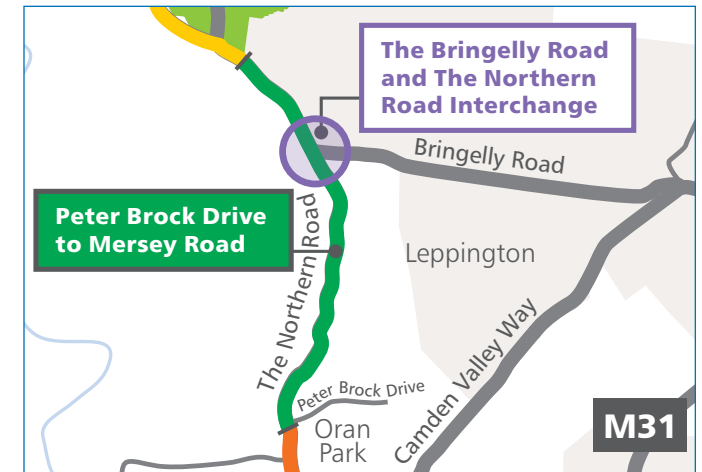 The Bringelly Road
and The Northern
Road Interchange
Bringelly Road
Peter Brock Drive
to Mersey Road
The Northern Road
Leppington
Camden Valley Way
Peter Brock Drive
Oran
Park
M31